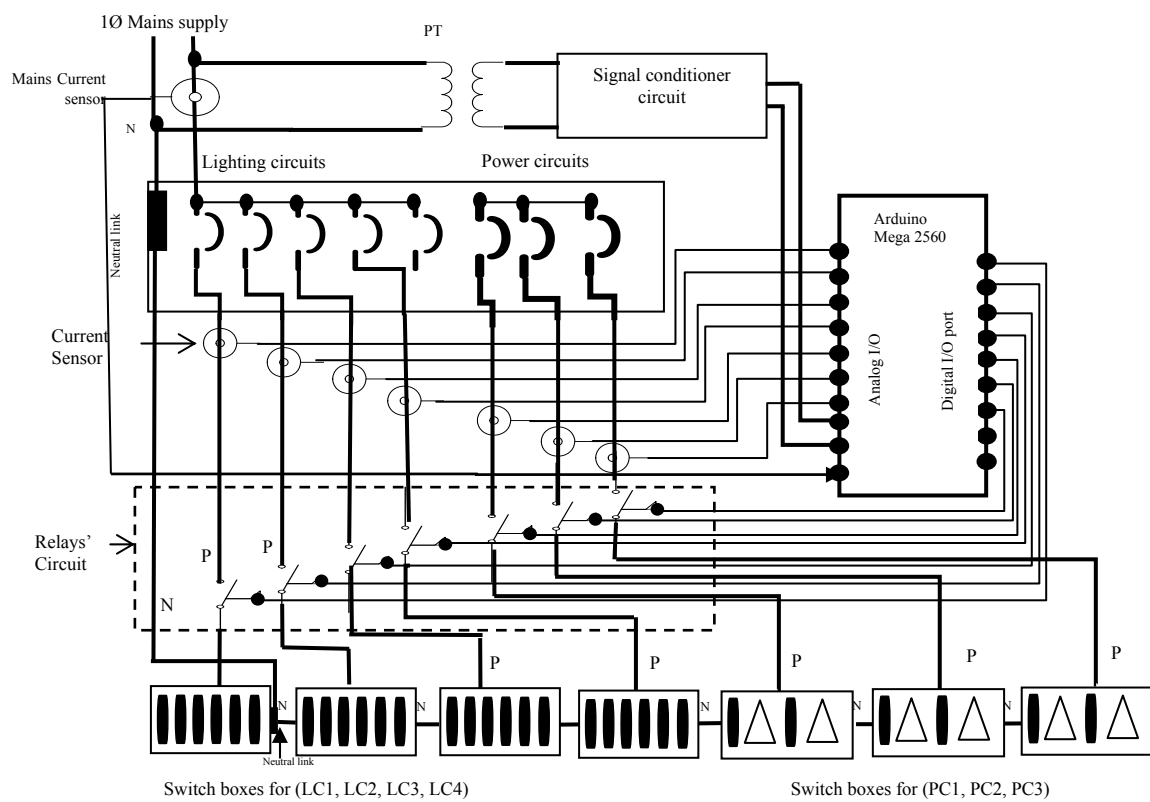 1Ø Mains supply
PT
Mains Current
sensor
Signal conditioner
circuit
N
Lighting circuits
Power circuits
Neutral link
Arduino
Mega 2560
Analog I/O
Digital I/O port
Current
Sensor
Relays’
Circuit
P
P
N
P
P
P
P
P
N
N
N
N
N
Neutral link
Switch boxes for (LC1, LC2, LC3, LC4)
Switch boxes for (PC1, PC2, PC3)